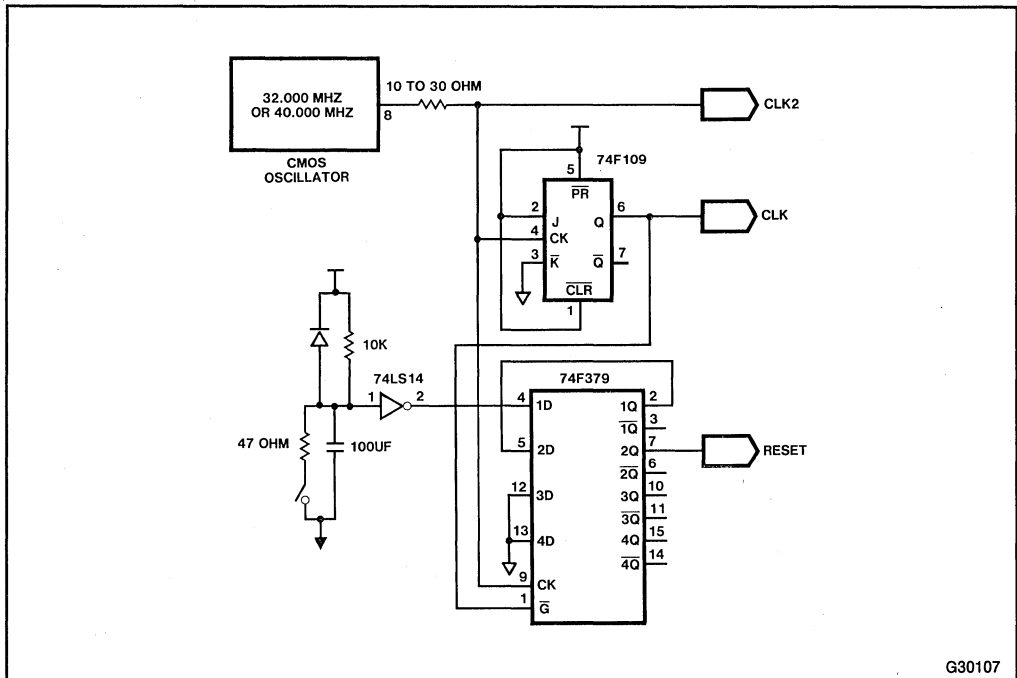 32.000 MHZ
OR 40.000 MHZ
8
CMOS
OSCILLATOR
10 TO 30 OHM
CLK2
74F109
5
PR
2
J
Q
6
CLK
4
CK
3
K
Q
7
CLR
1
10K
74LS14
1
2
47 OHM
100UF
74F379
4
1D
1Q
2
1Q
3
5
2D
2Q
7
RESET
2Q
6
12
3D
3Q
10
3Q
11
13
4D
4Q
15
4Q
14
9
CK
1
G
G30107